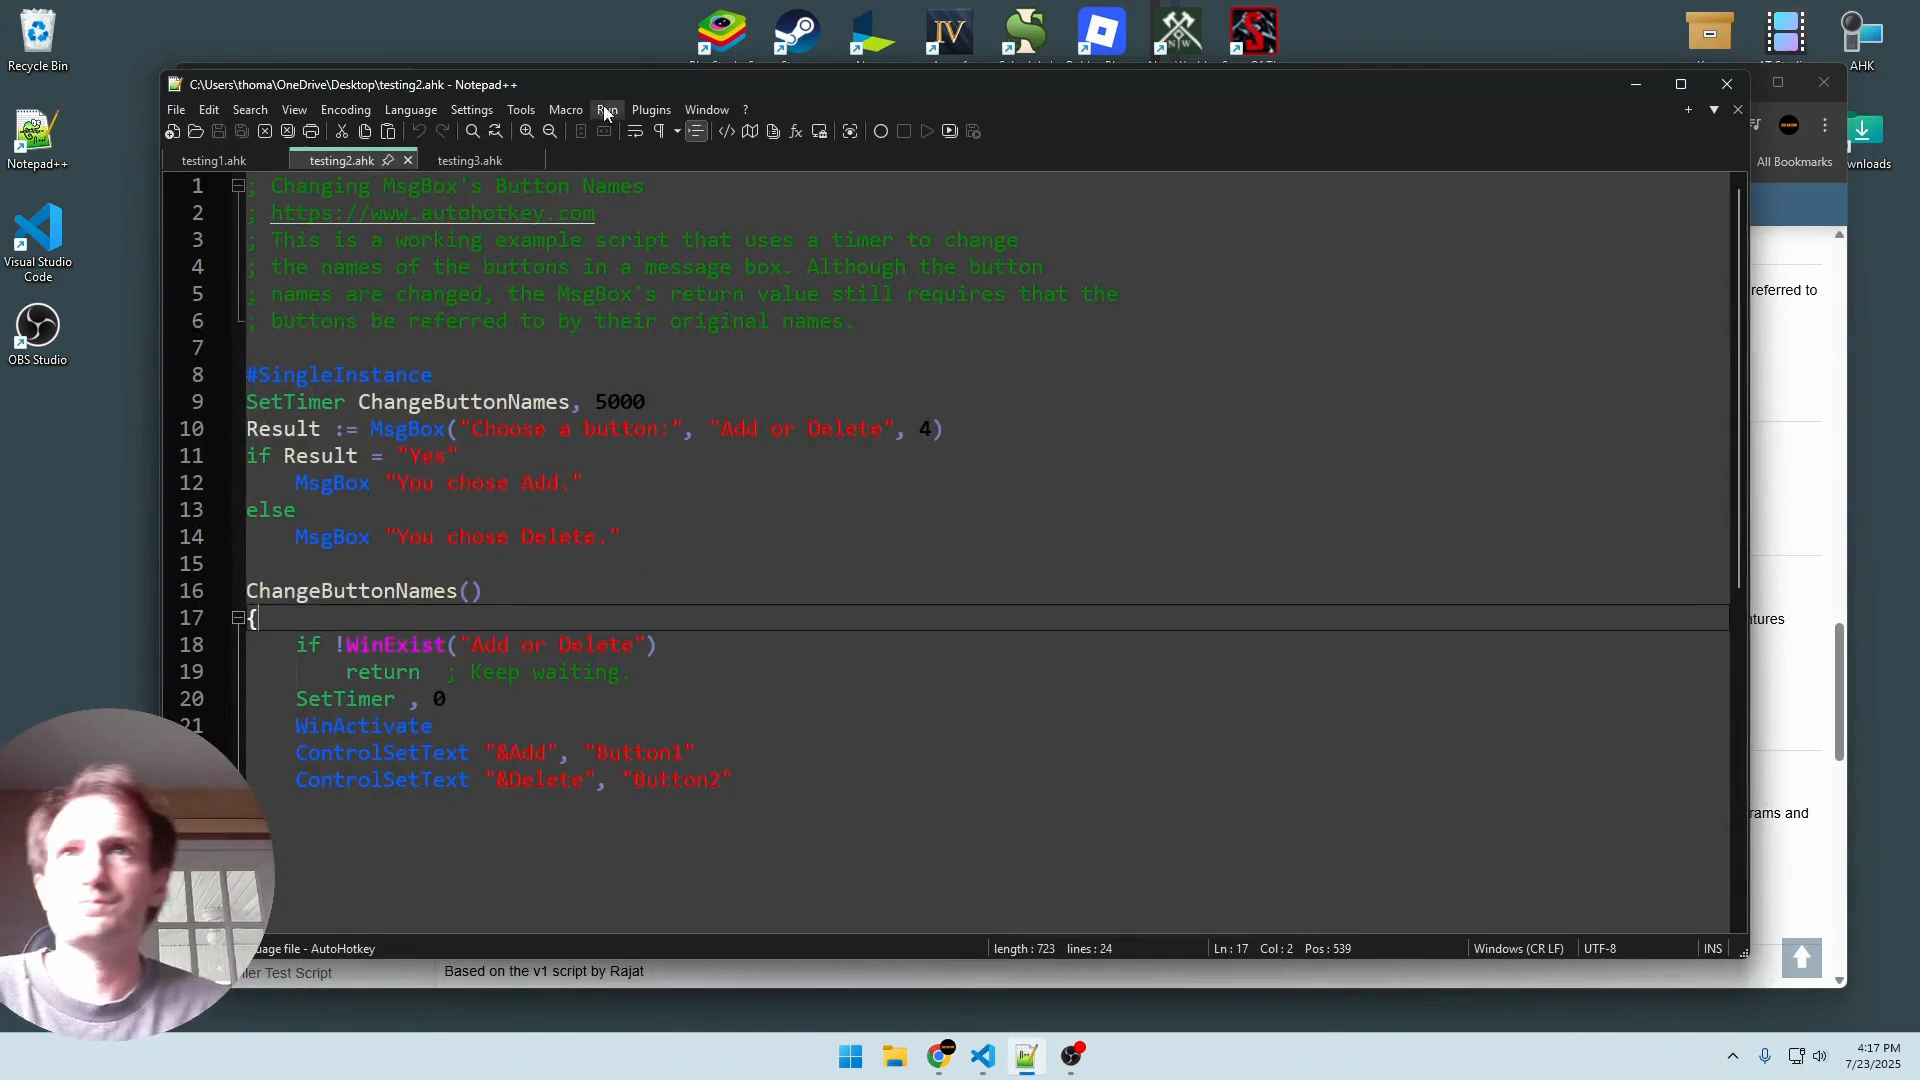 Recycle Bin
Notepad++
Visual Studio
Code
OBS Studio
AHK
C:\Users\thoma\OneDrive\Desktop\testing2.ahk - Notepad++
File Edit Search View Encoding Language Settings Tools Macro Run Plugins Window ?
testing1.ahk testing2.ahk testing3.ahk
All Bookmarks
wnloads
1 ; Changing MsgBox's Button Names
2 ; https://www.autohotkey.com
3 ; This is a working example script that uses a timer to change
4 ; the names of the buttons in a message box. Although the button
5 ; names are changed, the MsgBox's return value still requires that the
6 ; buttons be referred to by their original names.
7
8 #SingleInstance
9 SetTimer ChangeButtonNames, 5000
10 Result := MsgBox("Choose a button:", "Add or Delete", 4)
11 if Result = "Yes"
12 MsgBox "You chose Add."
13 else
14 MsgBox "You chose Delete."
15
16 ChangeButtonNames()
17 {
18 if !WinExist("Add or Delete")
19 return ; Keep waiting.
20 SetTimer , 0
21 WinActivate
ControlSetText "&Add", "Button1"
ControlSetText "&Delete", "Button2"
referred to
atures
rams and
uage file - AutoHotkey
length : 723 lines : 24
Ln : 17 Col : 2 Pos : 539
Windows (CR LF)
UTF-8
INS
ler Test Script
Based on the v1 script by Rajat
4:17 PM
7/23/2025